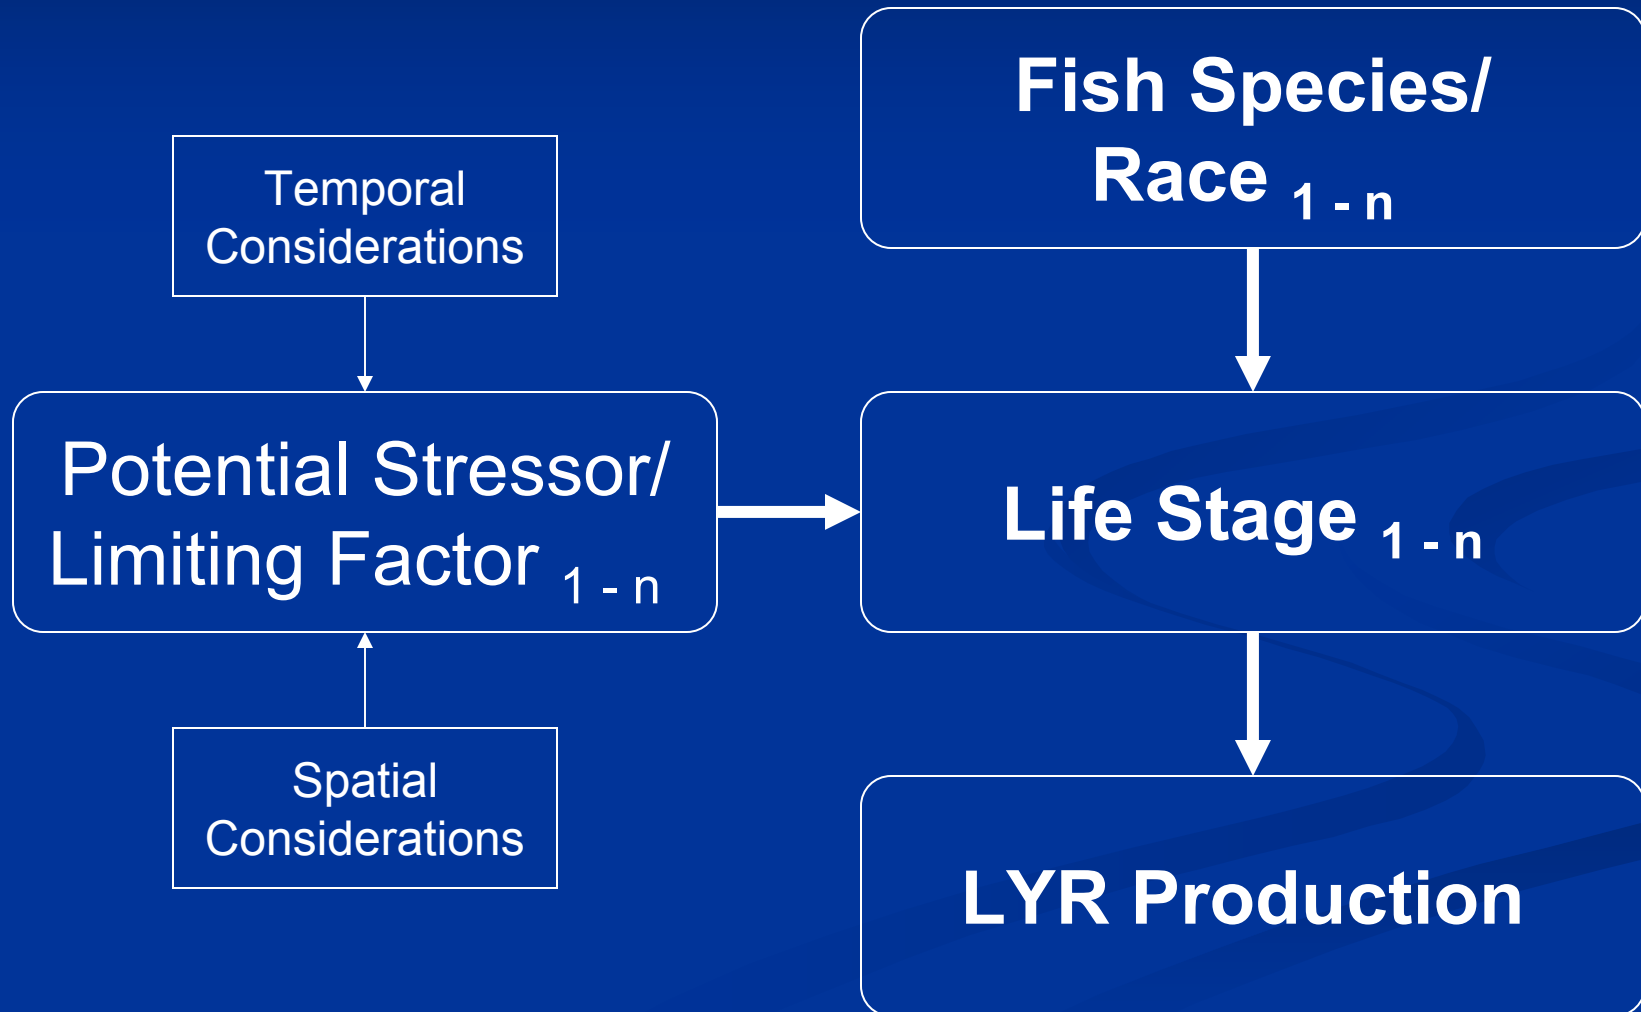 Fish Species/
Race 1 - n
Temporal
Considerations
Potential Stressor/
Limiting Factor 1 - n
Life Stage 1 - n
Spatial
Considerations
LYR Production